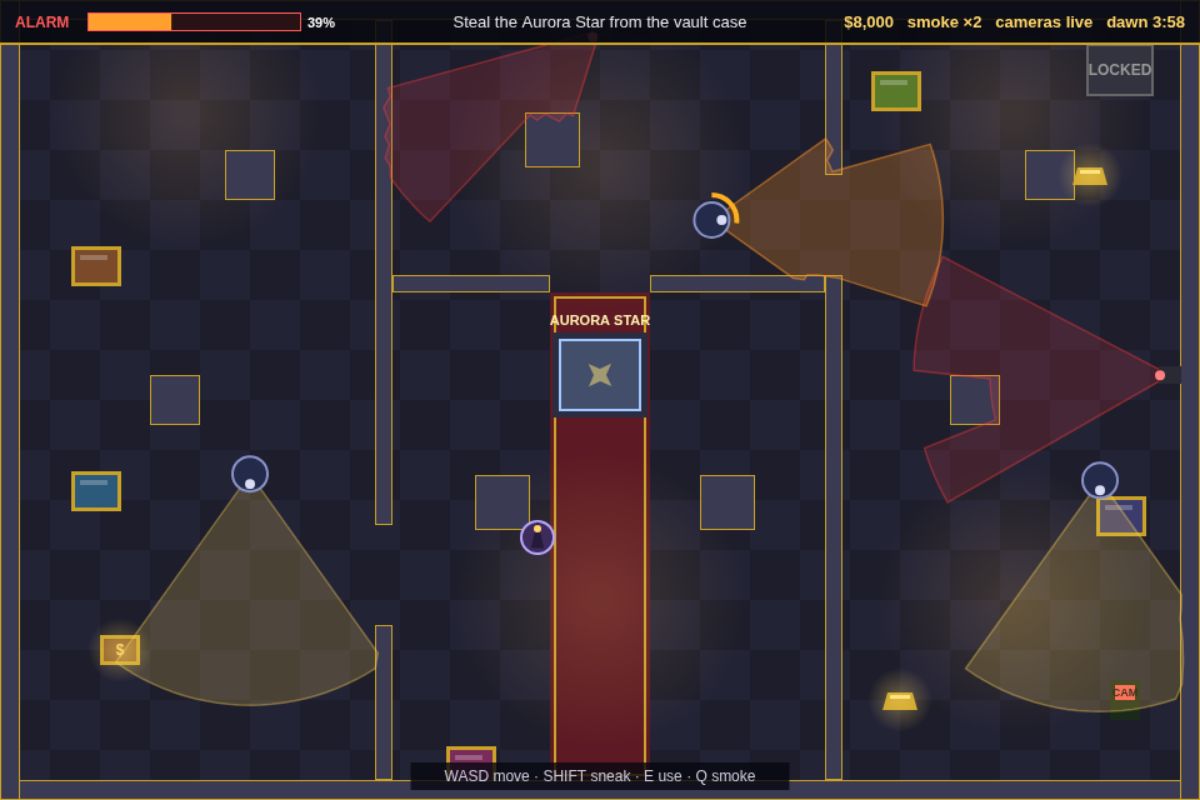 ALARM 39% Steal the Aurora Star from the vault case $8,000 smoke ×2 cameras live dawn 3:58
LOCKED
AURORA STAR
$
CAM
WASD move · SHIFT sneak · E use · Q smoke